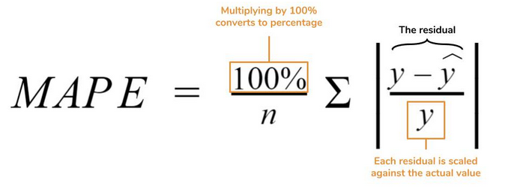 Multiplying by 100%
converts to percentage
The residual
MAPE = 100%/n Σ |y − ŷ / y|
Each residual is scaled
against the actual value